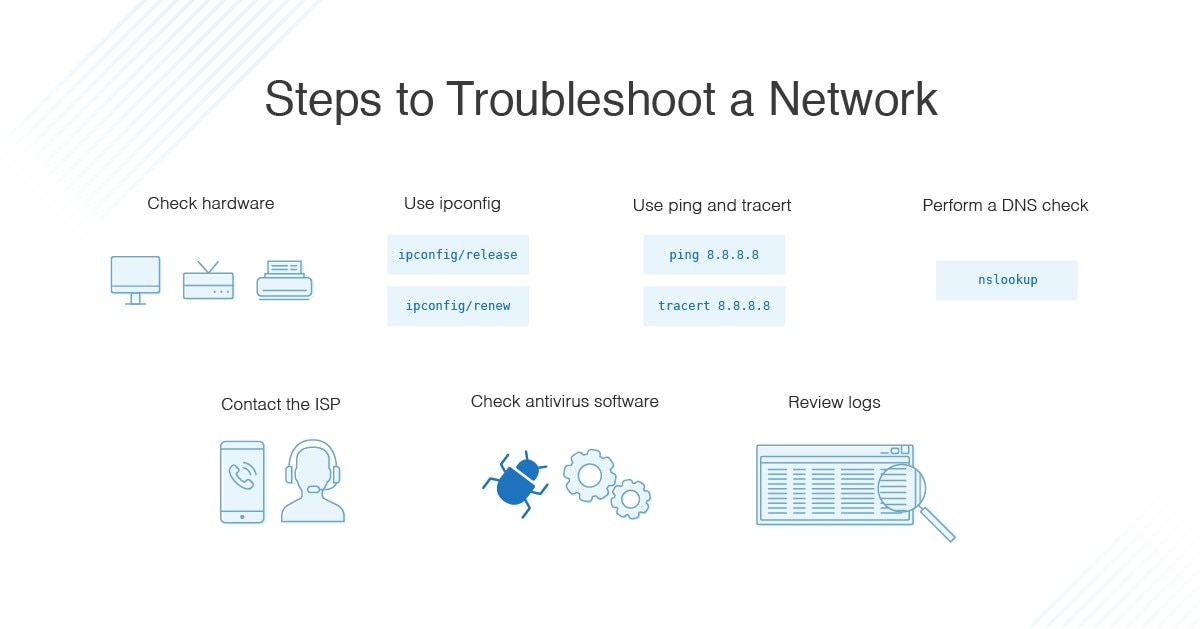 Steps to Troubleshoot a Network
Check hardware
Use ipconfig
ipconfig/release
ipconfig/renew
Use ping and tracert
ping 8.8.8.8
tracert 8.8.8.8
Perform a DNS check
nslookup
Contact the ISP
Check antivirus software
Review logs